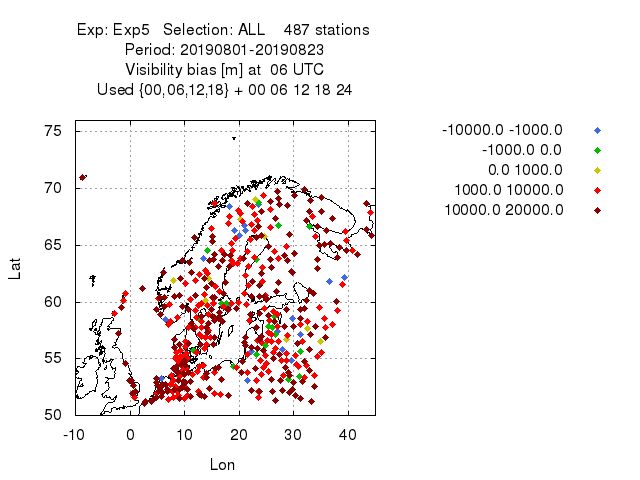 Exp: Exp5   Selection: ALL    487 stations
Period: 20190801-20190823
Visibility bias [m] at  06 UTC
Used {00,06,12,18} + 00 06 12 18 24
-10000.0 -1000.0
-1000.0 0.0
0.0 1000.0
1000.0 10000.0
10000.0 20000.0
75
70
65
60
55
50
Lat
-10 0 10 20 30 40
Lon